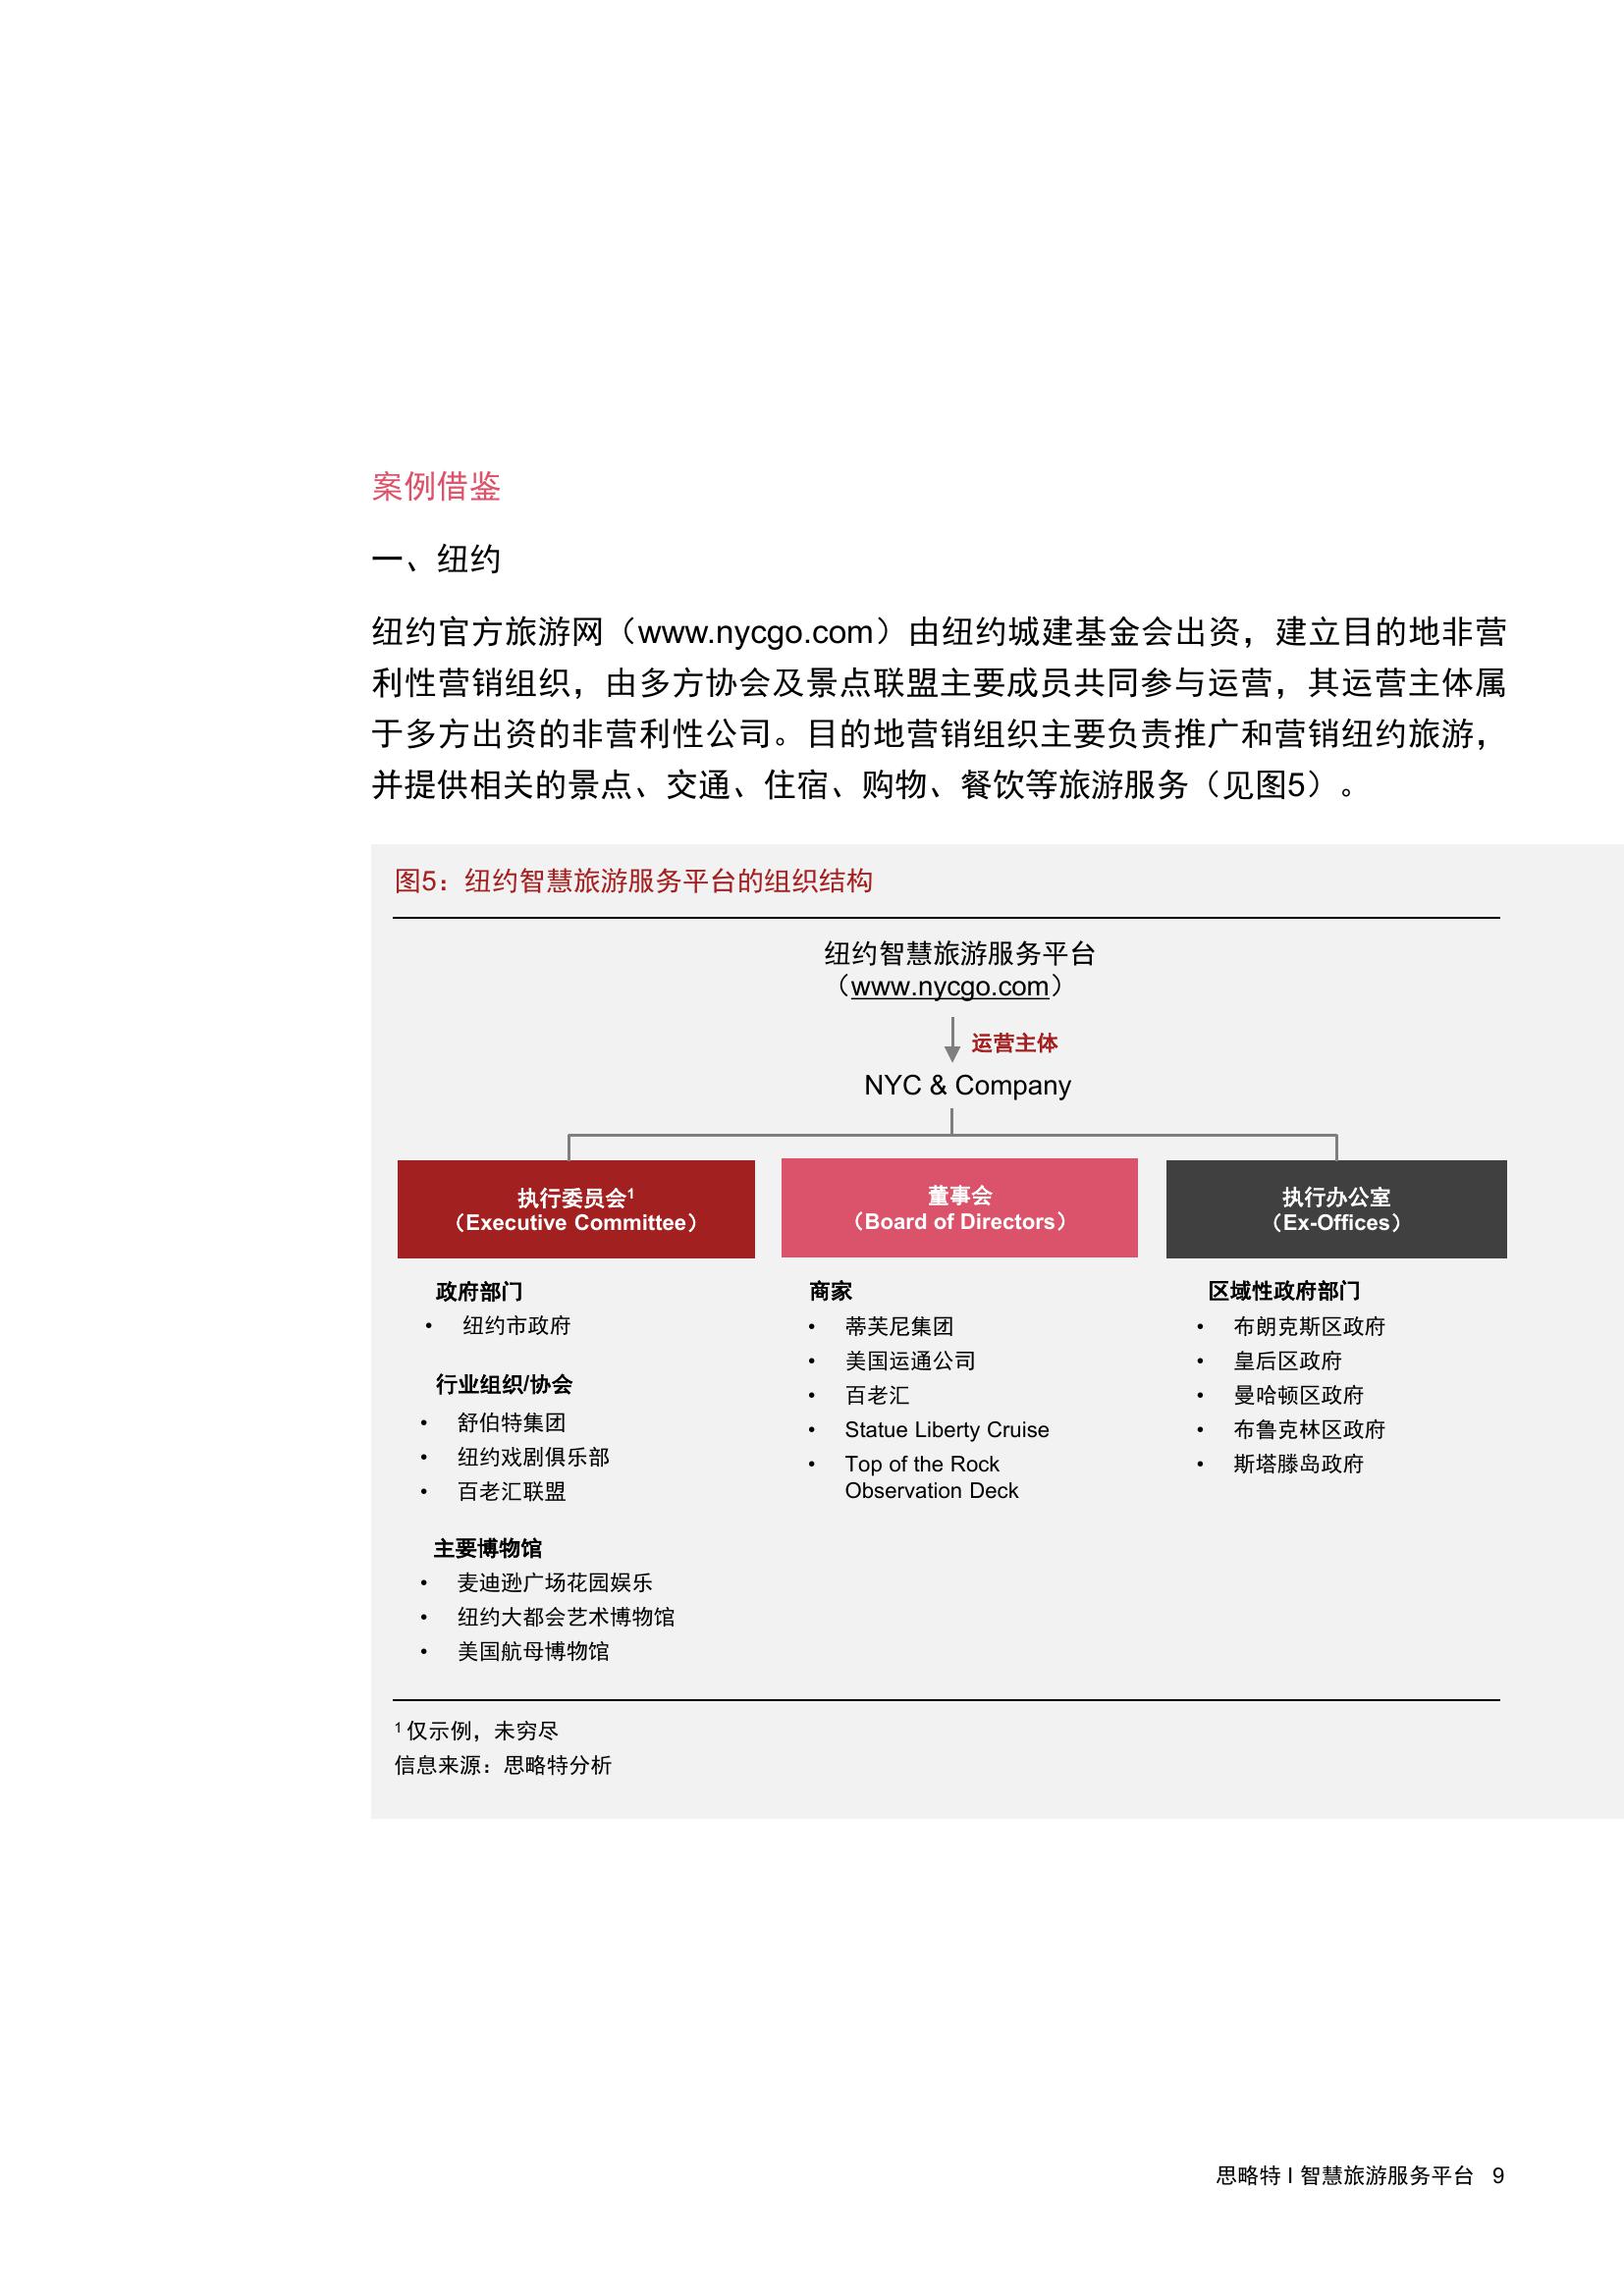 案例借鉴
一、纽约
纽约官方旅游网（www.nycgo.com）由纽约城建基金会出资，建立目的地非营
利性营销组织，由多方协会及景点联盟主要成员共同参与运营，其运营主体属
于多方出资的非营利性公司。目的地营销组织主要负责推广和营销纽约旅游，
并提供相关的景点、交通、住宿、购物、餐饮等旅游服务（见图5）。
图5：纽约智慧旅游服务平台的组织结构
纽约智慧旅游服务平台
（www.nycgo.com）
运营主体
NYC & Company
执行委员会¹
（Executive Committee）
政府部门
• 纽约市政府
行业组织/协会
• 舒伯特集团
• 纽约戏剧俱乐部
• 百老汇联盟
主要博物馆
• 麦迪逊广场花园娱乐
• 纽约大都会艺术博物馆
• 美国航母博物馆
董事会
（Board of Directors）
商家
• 蒂芙尼集团
• 美国运通公司
• 百老汇
• Statue Liberty Cruise
• Top of the Rock
Observation Deck
执行办公室
（Ex-Offices）
区域性政府部门
• 布朗克斯区政府
• 皇后区政府
• 曼哈顿区政府
• 布鲁克林区政府
• 斯塔滕岛政府
¹ 仅示例，未穷尽
信息来源：思略特分析
思略特 I 智慧旅游服务平台 9